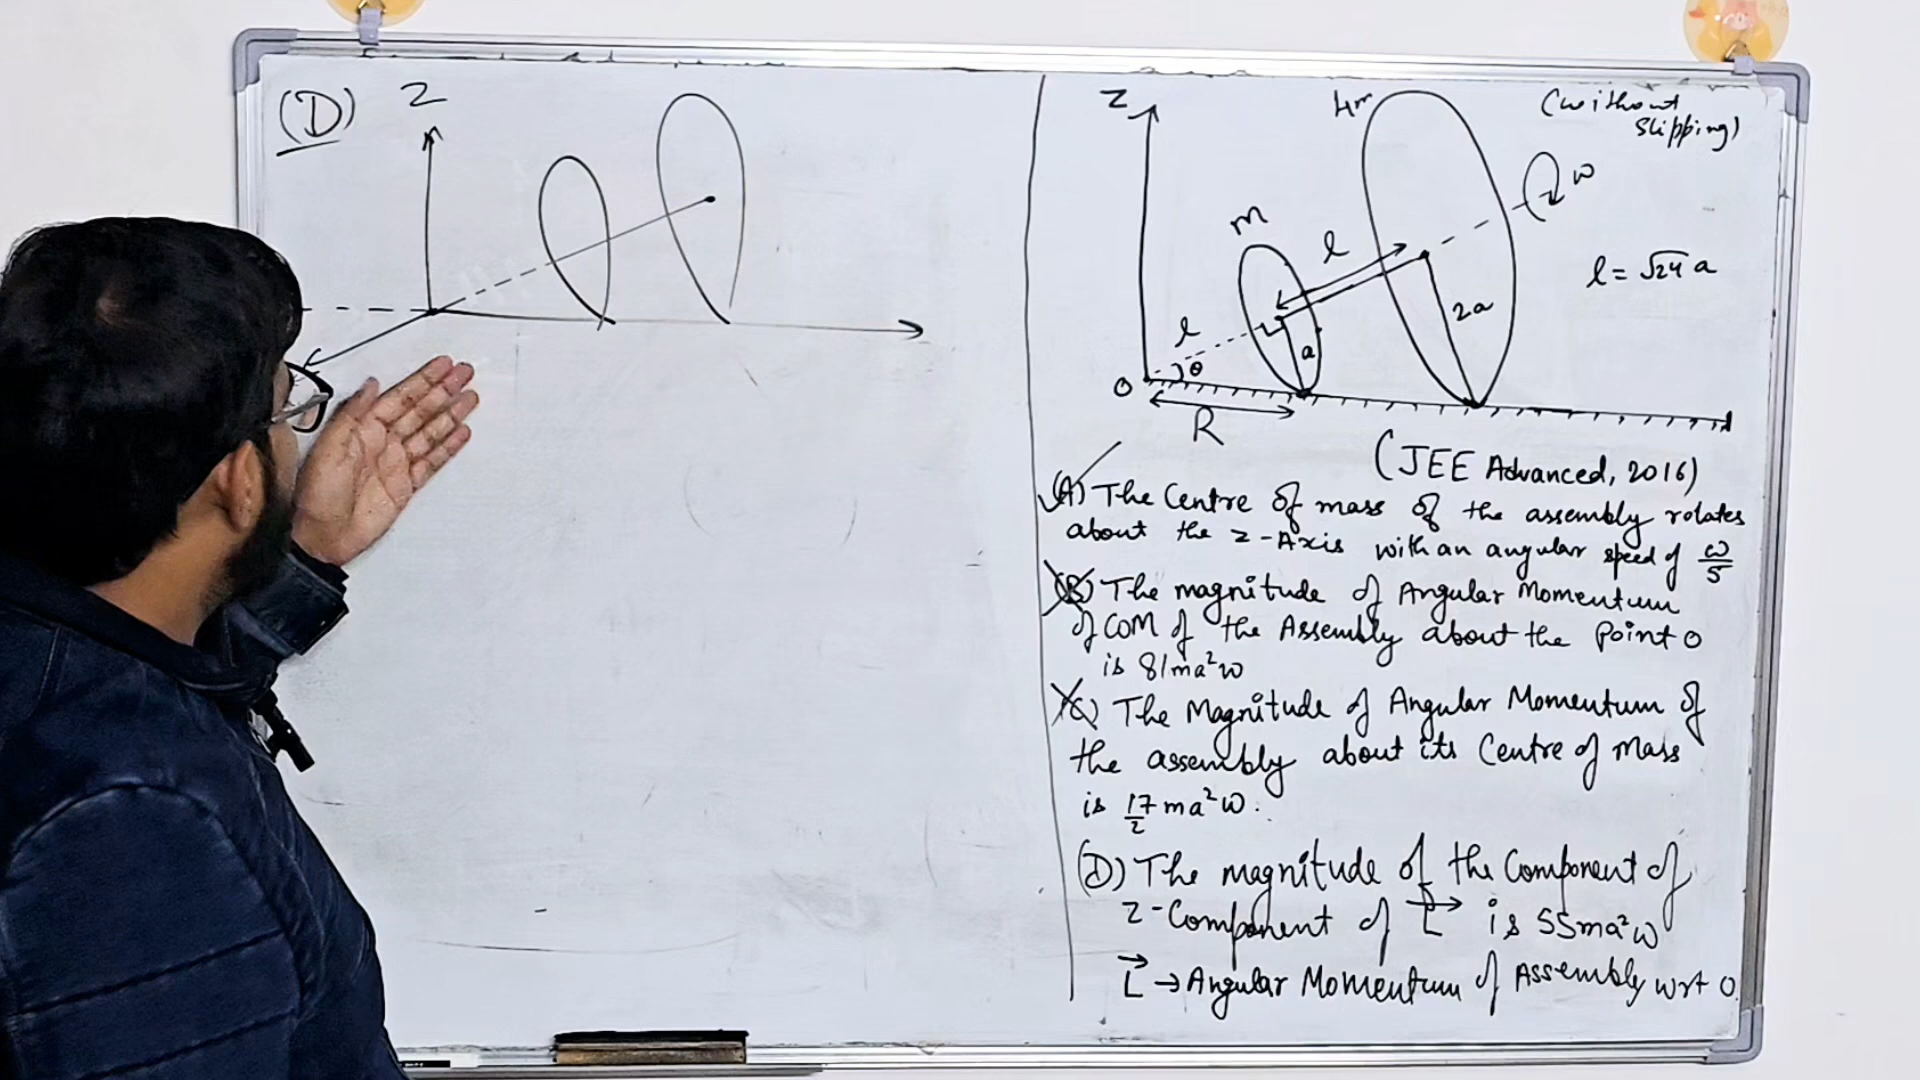 (D)
Z
Z
4m
(without
slipping)
ω
m
l
l = √24 a
2a
l
a
θ
O
R
(JEE Advanced, 2016)
(A) The Centre of mass of the assembly rotates
about the z-Axis with an angular speed of ω/5
(B) The magnitude of Angular Momentum
of COM of the Assembly about the point O
is 81ma²ω
(C) The Magnitude of Angular Momentum of
the assembly about its Centre of Mass
is 17/2 ma²ω.
(D) The magnitude of the Component of
Z-Component of L⃗ is 55ma²ω
L⃗ → Angular Momentum of Assembly wrt O